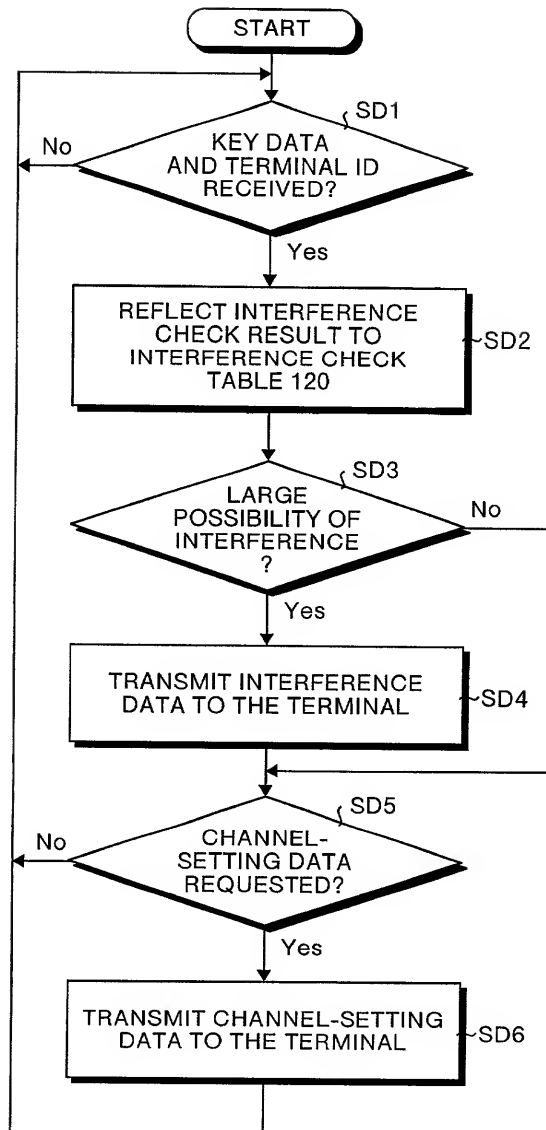 START
SD1
KEY DATA
AND TERMINAL ID
RECEIVED?
No
Yes
REFLECT INTERFERENCE
CHECK RESULT TO
INTERFERENCE CHECK
TABLE 120
SD2
SD3
LARGE
POSSIBILITY OF
INTERFERENCE
?
No
Yes
TRANSMIT INTERFERENCE
DATA TO THE TERMINAL
SD4
SD5
No
CHANNEL-
SETTING DATA
REQUESTED?
Yes
TRANSMIT CHANNEL-SETTING
DATA TO THE TERMINAL
SD6